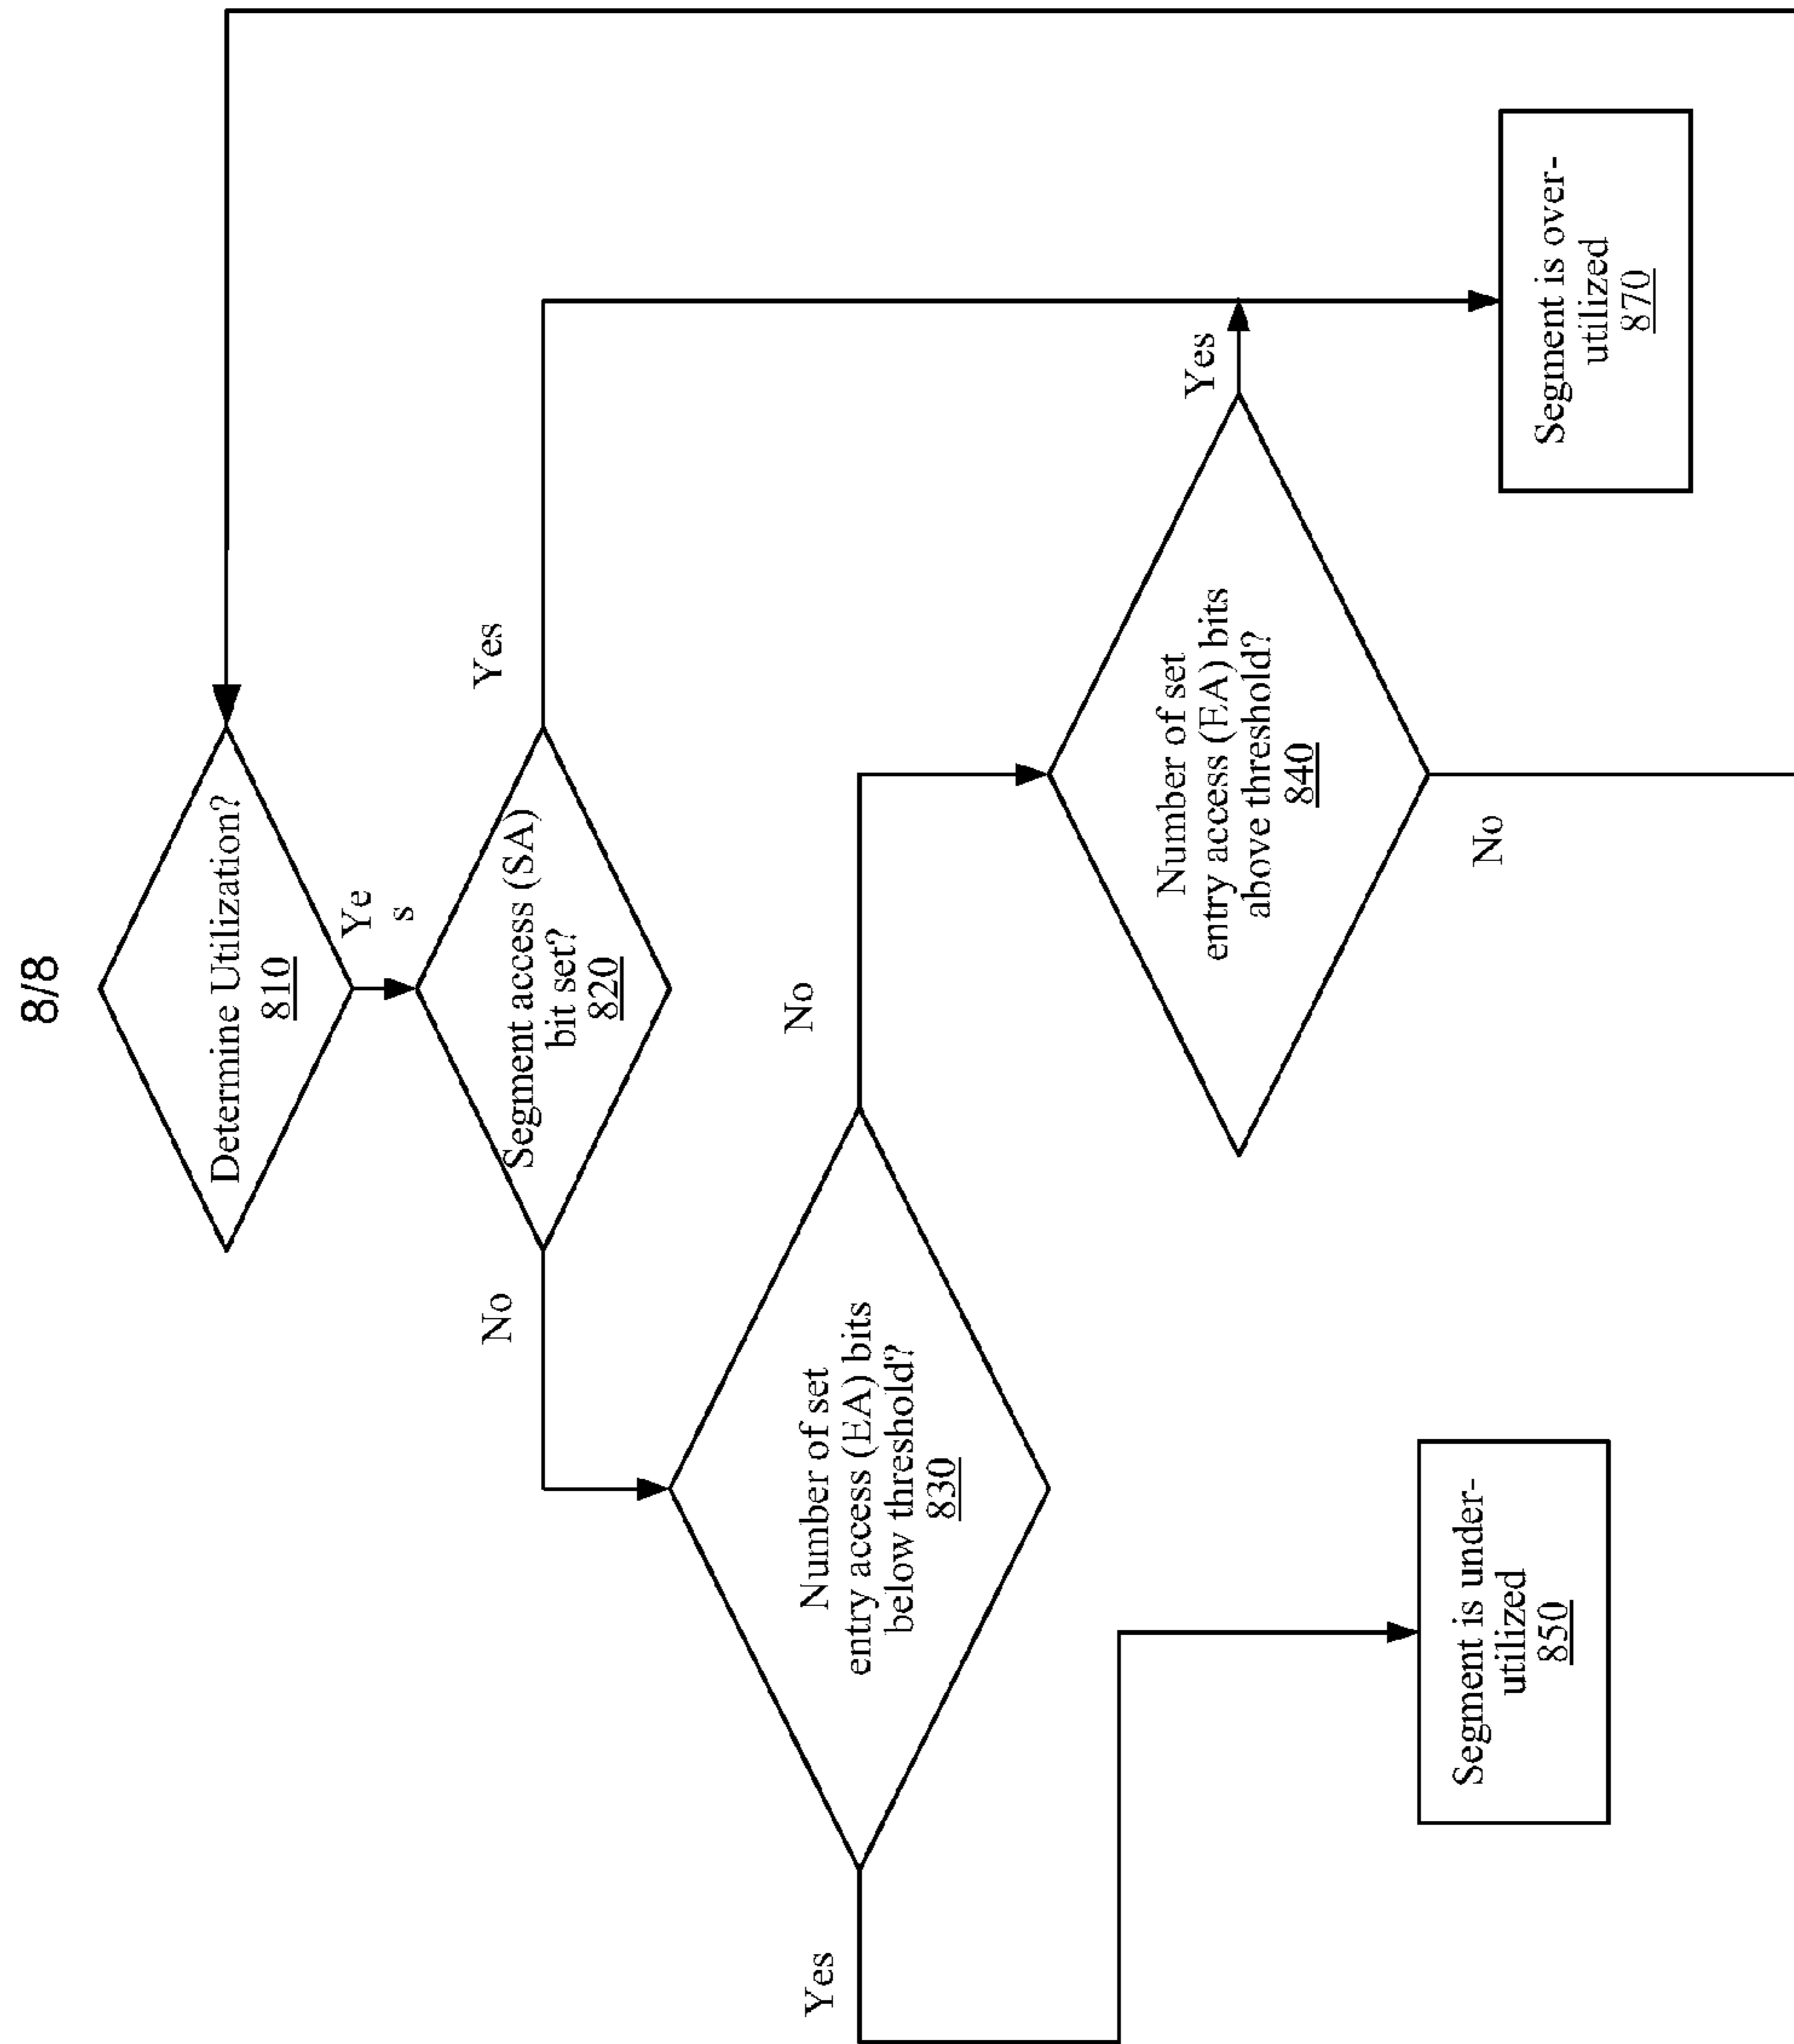 8/8
Determine Utilization?
810
Ye
s
Segment access (SA)
bit set?
820
Yes
No
Number of set
entry access (EA) bits
below threshold?
830
No
Yes
Number of set
entry access (EA) bits
above threshold?
840
Yes
No
Segment is under-
utilized
850
Segment is over-
utilized
870